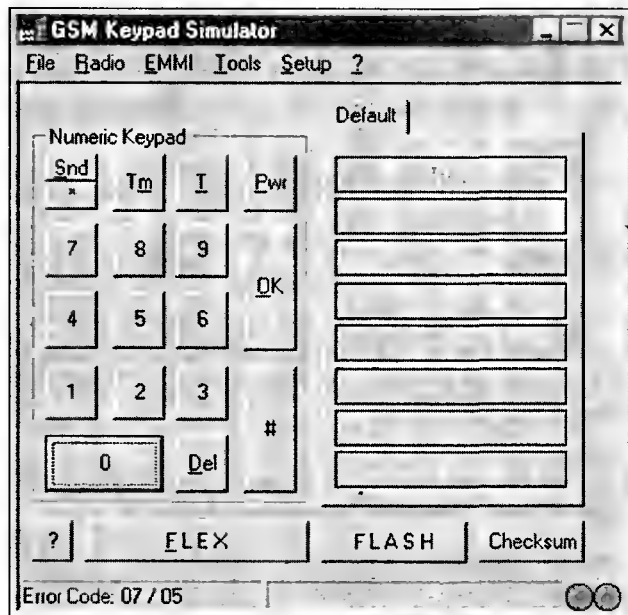 GSM Keypad Simulator
File Radio EMMI Tools Setup ?
Default
Numeric Keypad
Snd Tm T Pwr
*
7 8 9
OK
4 5 6
1 2 3
#
0 Del
? FLEX FLASH Checksum
Error Code: 07 / 05